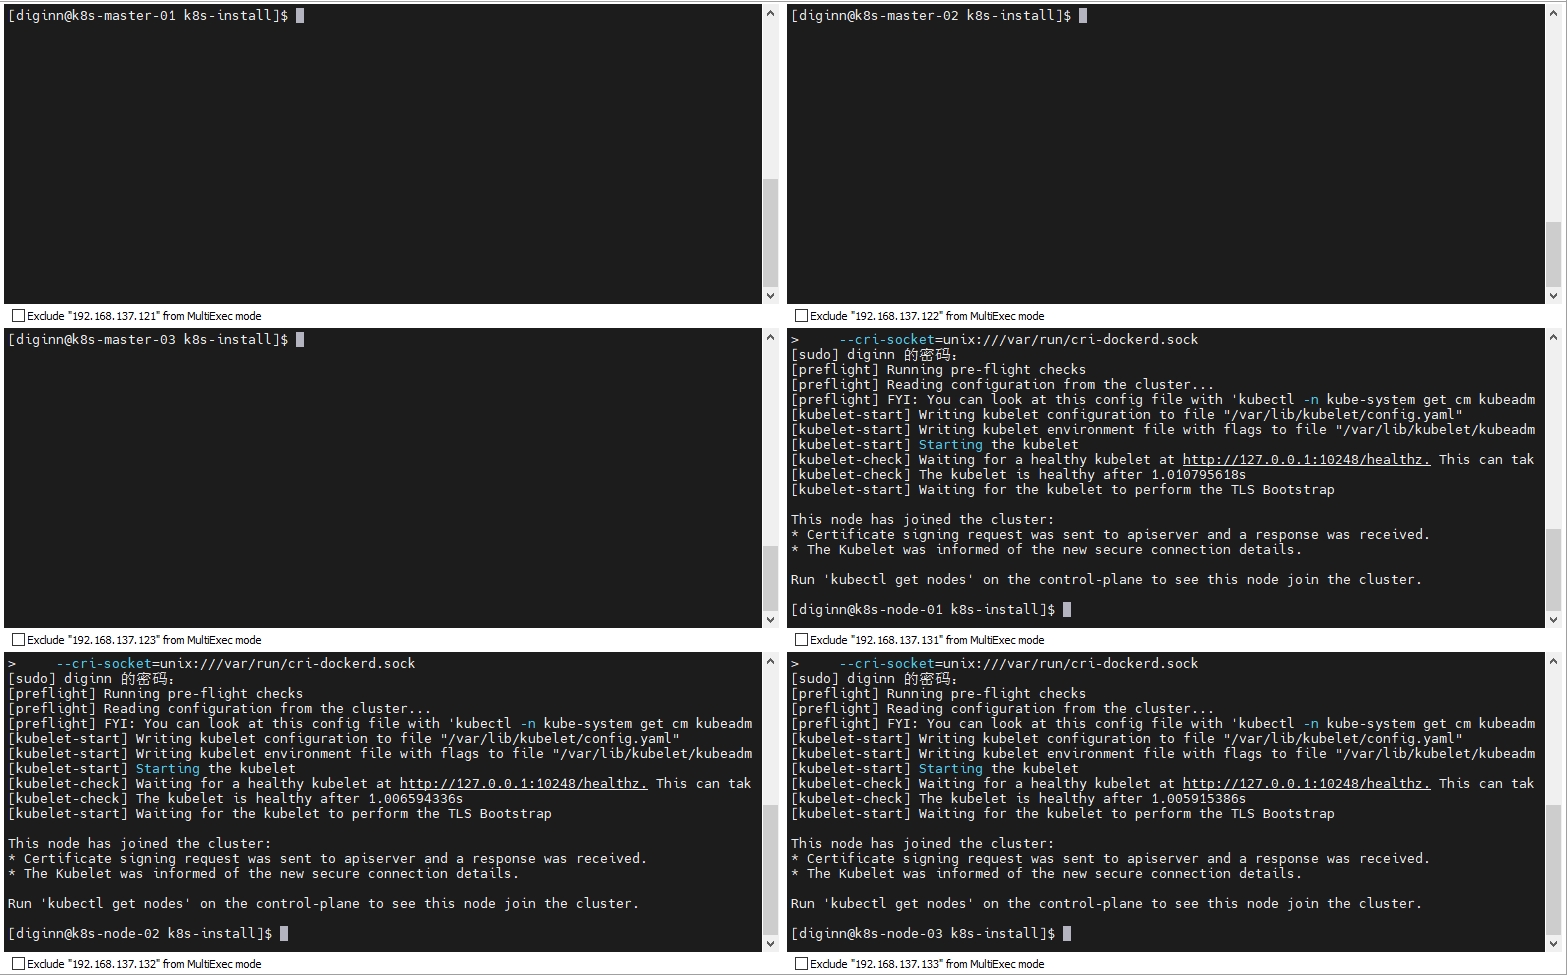 [diginn@k8s-master-01 k8s-install]$
Exclude "192.168.137.121" from MultiExec mode
[diginn@k8s-master-02 k8s-install]$
Exclude "192.168.137.122" from MultiExec mode
[diginn@k8s-master-03 k8s-install]$
Exclude "192.168.137.123" from MultiExec mode
>     --cri-socket=unix:///var/run/cri-dockerd.sock
[sudo] diginn 的密码：
[preflight] Running pre-flight checks
[preflight] Reading configuration from the cluster...
[preflight] FYI: You can look at this config file with 'kubectl -n kube-system get cm kubeadm
[kubelet-start] Writing kubelet configuration to file "/var/lib/kubelet/config.yaml"
[kubelet-start] Writing kubelet environment file with flags to file "/var/lib/kubelet/kubeadm
[kubelet-start] Starting the kubelet
[kubelet-check] Waiting for a healthy kubelet at http://127.0.0.1:10248/healthz. This can tak
[kubelet-check] The kubelet is healthy after 1.010795618s
[kubelet-start] Waiting for the kubelet to perform the TLS Bootstrap
This node has joined the cluster:
* Certificate signing request was sent to apiserver and a response was received.
* The Kubelet was informed of the new secure connection details.
Run 'kubectl get nodes' on the control-plane to see this node join the cluster.
[diginn@k8s-node-01 k8s-install]$
Exclude "192.168.137.131" from MultiExec mode
>     --cri-socket=unix:///var/run/cri-dockerd.sock
[sudo] diginn 的密码：
[preflight] Running pre-flight checks
[preflight] Reading configuration from the cluster...
[preflight] FYI: You can look at this config file with 'kubectl -n kube-system get cm kubeadm
[kubelet-start] Writing kubelet configuration to file "/var/lib/kubelet/config.yaml"
[kubelet-start] Writing kubelet environment file with flags to file "/var/lib/kubelet/kubeadm
[kubelet-start] Starting the kubelet
[kubelet-check] Waiting for a healthy kubelet at http://127.0.0.1:10248/healthz. This can tak
[kubelet-check] The kubelet is healthy after 1.006594336s
[kubelet-start] Waiting for the kubelet to perform the TLS Bootstrap
This node has joined the cluster:
* Certificate signing request was sent to apiserver and a response was received.
* The Kubelet was informed of the new secure connection details.
Run 'kubectl get nodes' on the control-plane to see this node join the cluster.
[diginn@k8s-node-02 k8s-install]$
Exclude "192.168.137.132" from MultiExec mode
>     --cri-socket=unix:///var/run/cri-dockerd.sock
[sudo] diginn 的密码：
[preflight] Running pre-flight checks
[preflight] Reading configuration from the cluster...
[preflight] FYI: You can look at this config file with 'kubectl -n kube-system get cm kubeadm
[kubelet-start] Writing kubelet configuration to file "/var/lib/kubelet/config.yaml"
[kubelet-start] Writing kubelet environment file with flags to file "/var/lib/kubelet/kubeadm
[kubelet-start] Starting the kubelet
[kubelet-check] Waiting for a healthy kubelet at http://127.0.0.1:10248/healthz. This can tak
[kubelet-check] The kubelet is healthy after 1.005915386s
[kubelet-start] Waiting for the kubelet to perform the TLS Bootstrap
This node has joined the cluster:
* Certificate signing request was sent to apiserver and a response was received.
* The Kubelet was informed of the new secure connection details.
Run 'kubectl get nodes' on the control-plane to see this node join the cluster.
[diginn@k8s-node-03 k8s-install]$
Exclude "192.168.137.133" from MultiExec mode